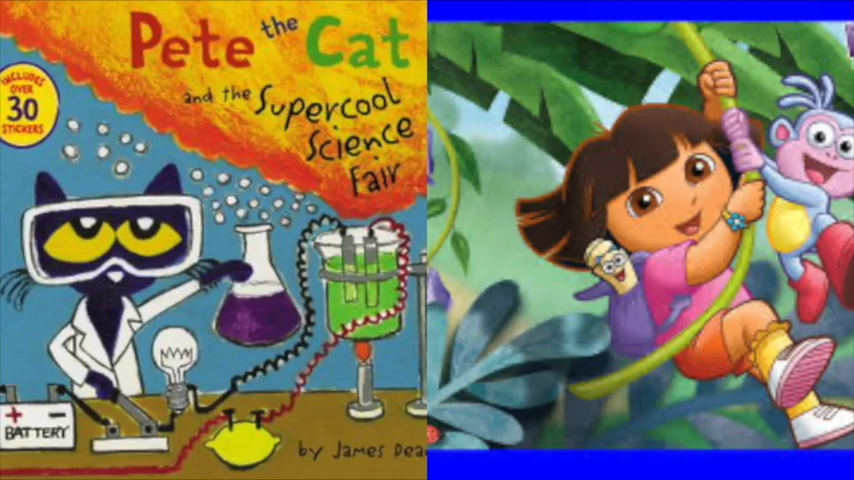 Pete the Cat
and the Supercool
Science
Fair
INCLUDES
OVER
30
STICKERS
+ -
BATTERY
by James Dea